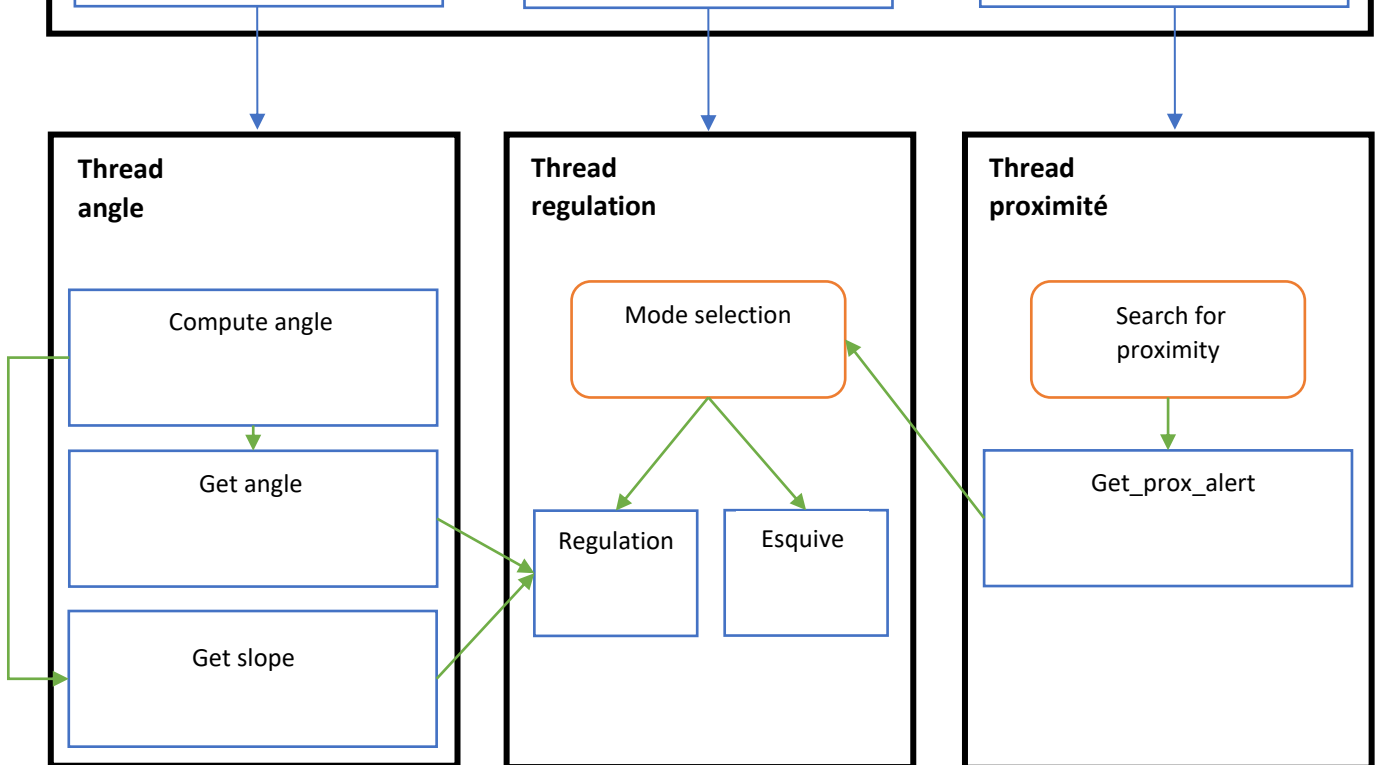 Thread
angle
Compute angle
Get angle
Get slope
Thread
regulation
Mode selection
Regulation
Esquive
Thread
proximité
Search for
proximity
Get_prox_alert